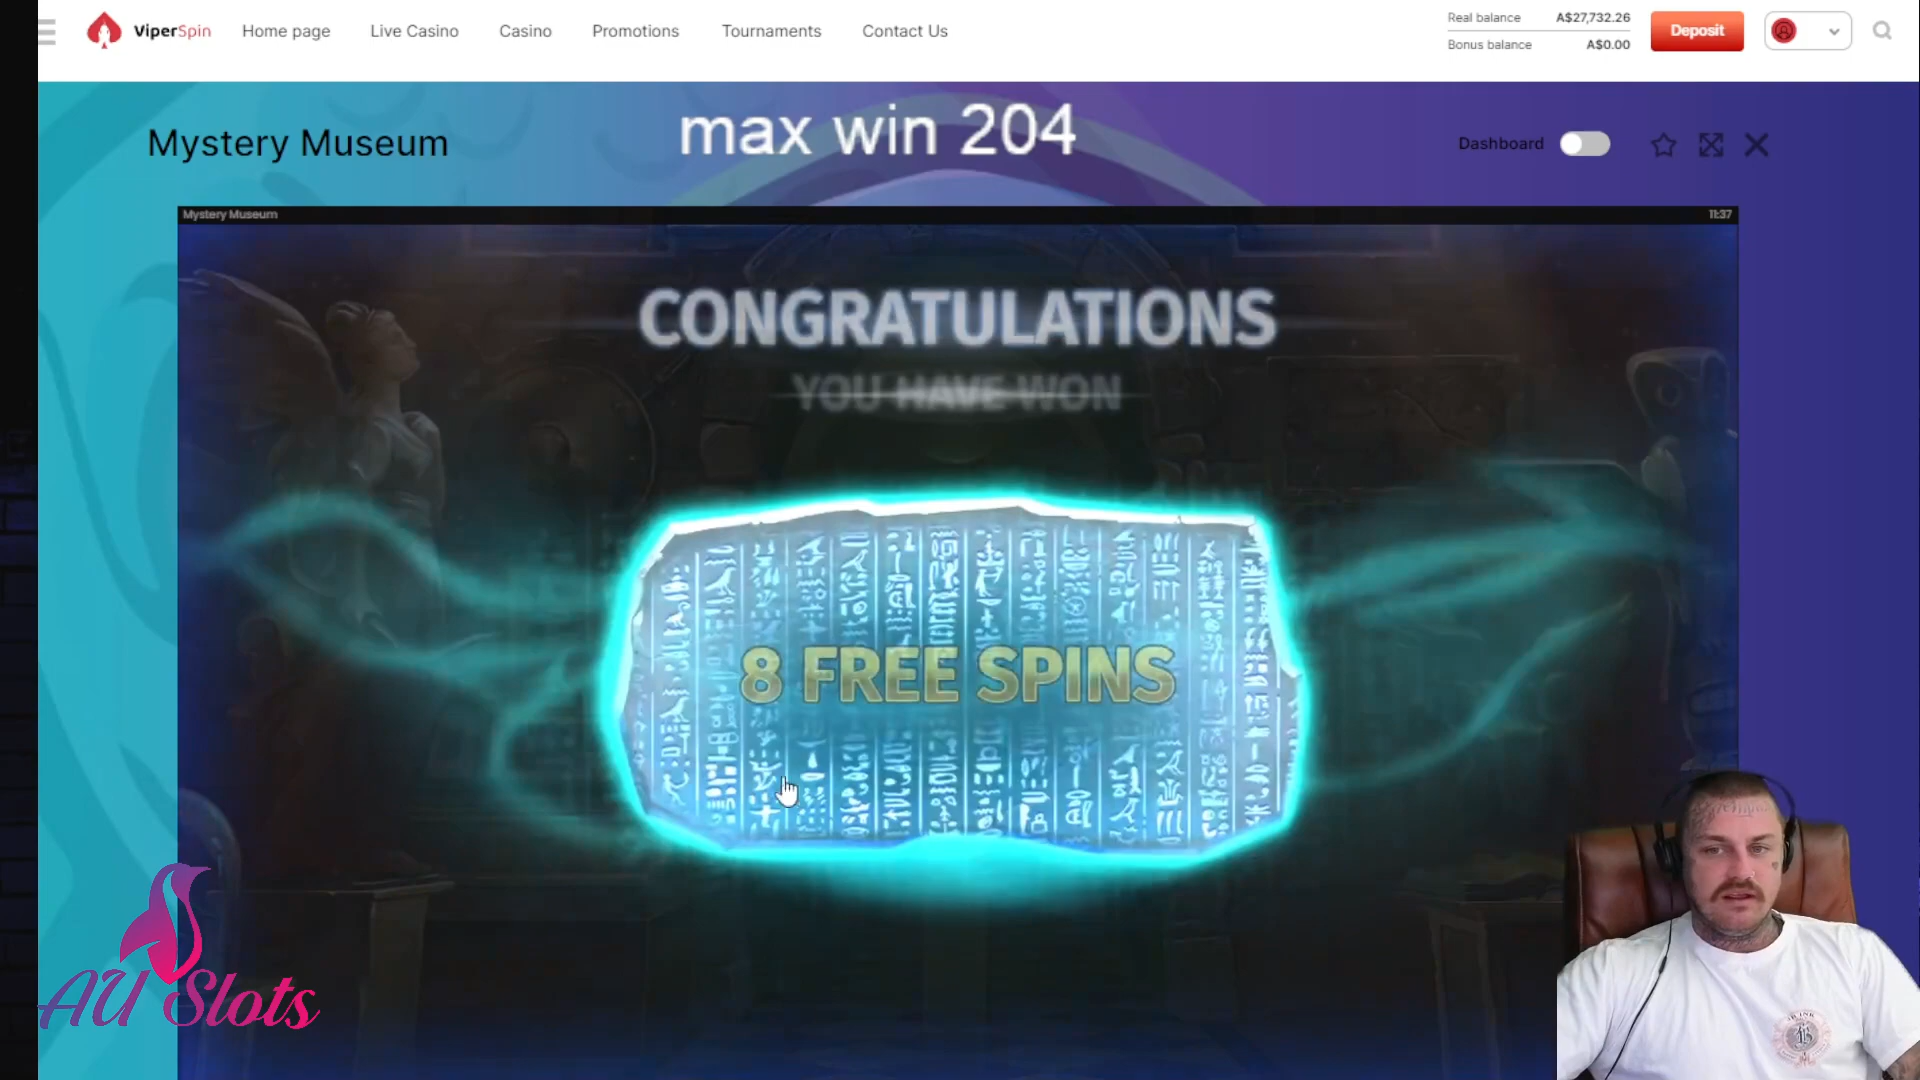 ViperSpin
Home page
Live Casino
Casino
Promotions
Tournaments
Contact Us
Real balance A$27,732.26
Bonus balance A$0.00
Deposit
Mystery Museum
max win 204
Dashboard
Mystery Museum
11:37
CONGRATULATIONS
YOU HAVE WON
8 FREE SPINS
AU Slots